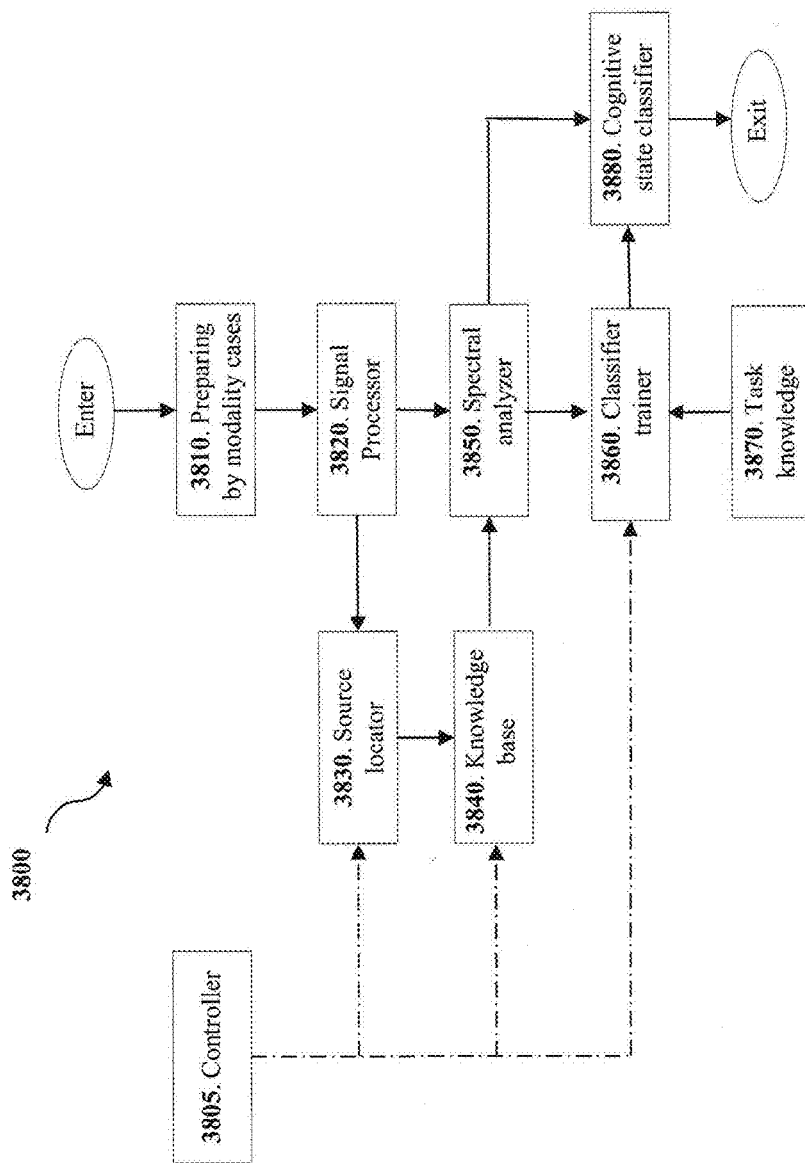 3800
Enter
3805. Controller
3810. Preparing
by modality cases
3820. Signal
Processor
3830. Source
locator
3840. Knowledge
base
3850. Spectral
analyzer
3860. Classifier
trainer
3870. Task
knowledge
3880. Cognitive
state classifier
Exit